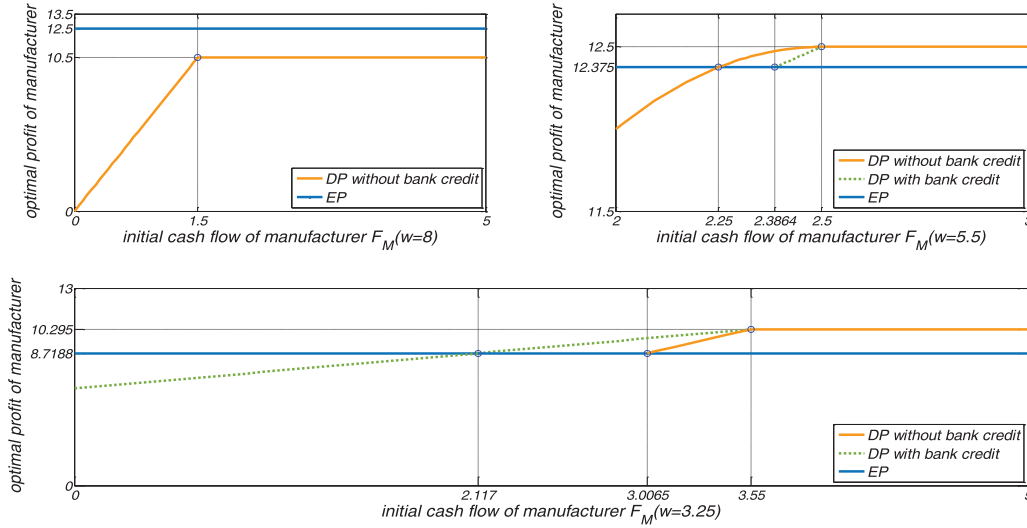 optimal profit of manufacturer
13.5
12.5
10.5
0
0
1.5
5
DP without bank credit
EP
initial cash flow of manufacturer F_M(w=8)
optimal profit of manufacturer
12.5
12.375
11.5
2
2.25
2.3864
2.5
3
DP without bank credit
DP with bank credit
EP
initial cash flow of manufacturer F_M(w=5.5)
optimal profit of manufacturer
13
10.295
8.7188
0
0
2.117
3.0065
3.55
DP without bank credit
DP with bank credit
EP
initial cash flow of manufacturer F_M(w=3.25)